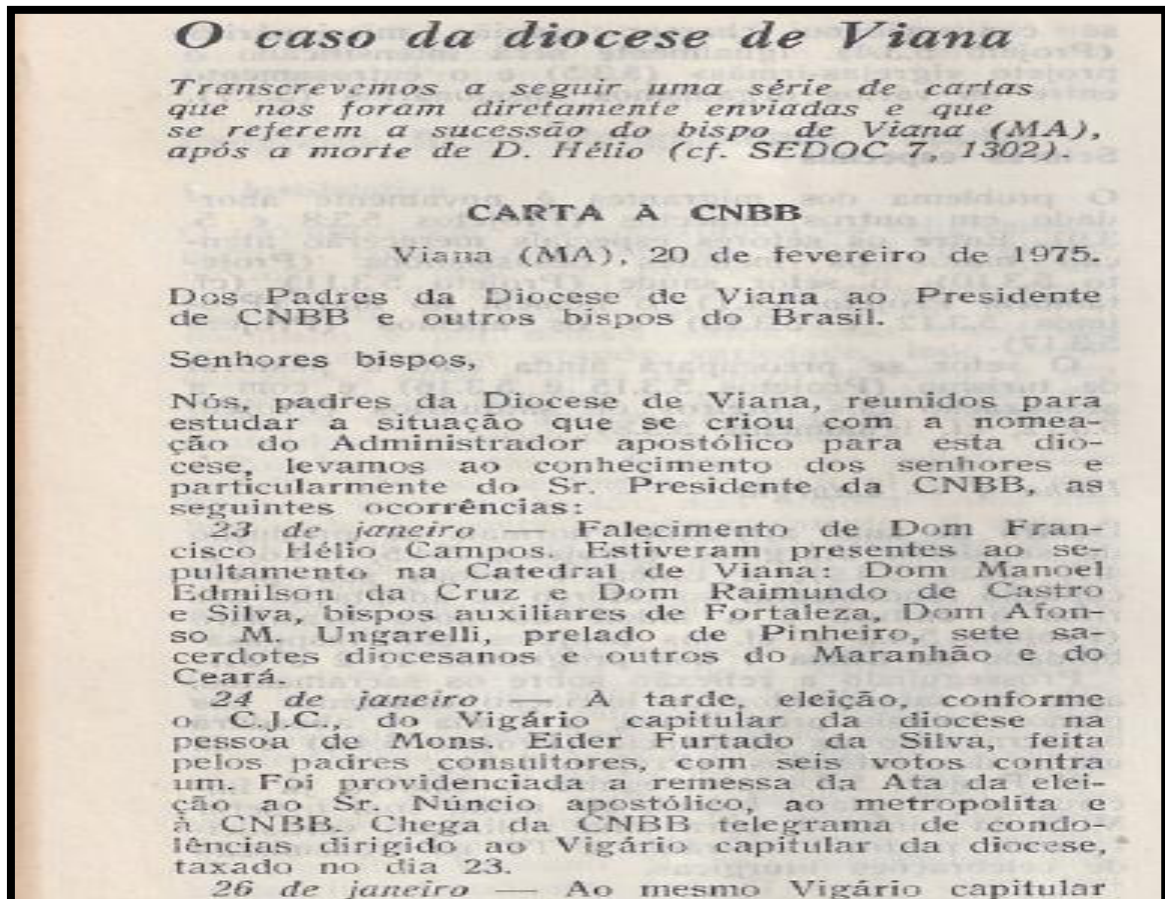 O caso da diocese de Viana
Transcrevemos a seguir uma série de cartas
que nos foram diretamente enviadas e que
se referem a sucessão do bispo de Viana (MA),
após a morte de D. Hélio (cf. SEDOC 7, 1302).
CARTA À CNBB
Viana (MA), 20 de fevereiro de 1975.
Dos Padres da Diocese de Viana ao Presidente
de CNBB e outros bispos do Brasil.
Senhores bispos,
Nós, padres da Diocese de Viana, reunidos para
estudar a situação que se criou com a nomea-
ção do Administrador apostólico para esta dio-
cese, levamos ao conhecimento dos senhores e
particularmente do Sr. Presidente da CNBB, as
seguintes ocorrências:
23 de janeiro — Falecimento de Dom Fran-
cisco Hélio Campos. Estiveram presentes ao se-
pultamento na Catedral de Viana: Dom Manoel
Edmilson da Cruz e Dom Raimundo de Castro
e Silva, bispos auxiliares de Fortaleza, Dom Afon-
so M. Ungarelli, prelado de Pinheiro, sete sa-
cerdotes diocesanos e outros do Maranhão e do
Ceará.
24 de janeiro — À tarde, eleição, conforme
o C.J.C., do Vigário capitular da diocese na
pessoa de Mons. Eider Furtado da Silva, feita
pelos padres consultores, com seis votos contra
um. Foi providenciada a remessa da Ata da elei-
ção ao Sr. Núncio apostólico, ao metropolita e
à CNBB. Chega da CNBB telegrama de condo-
lências dirigido ao Vigário capitular da diocese,
taxado no dia 23.
26 de janeiro — Ao mesmo Vigário capitular